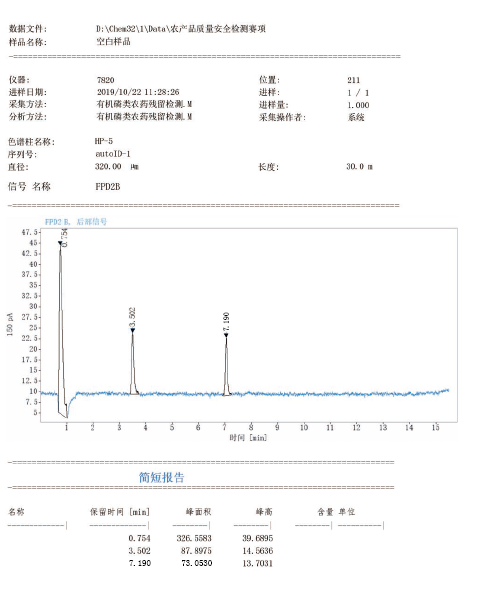 数据文件: D:\Chem32\1\Data\农产品质量安全检测赛项
样品名称: 空白样品
仪器: 7820 位置: 211
进样日期: 2019/10/22 11:28:26 进样: 1 / 1
采集方法: 有机磷类农药残留检测.M 进样量: 1.000
分析方法: 有机磷类农药残留检测.M 采集操作者: 系统
色谱柱名称: HP-5
序列号: autoID-1
直径: 320.00 μm 长度: 30.0 m
信号 名称 FPD2B
FPD2 B, 后部信号
150 pA
47.5
45
42.5
40
37.5
35
32.5
30
27.5
25
22.5
20
17.5
15
12.5
10
7.5
5
0.754
3.502
7.190
1 2 3 4 5 6 7 8 9 10 11 12 13 14 15
时间 [min]
简短报告
名称 保留时间 [min] 峰面积 峰高 含量 单位
0.754 326.5583 39.6895
3.502 87.8975 14.5636
7.190 73.0530 13.7031